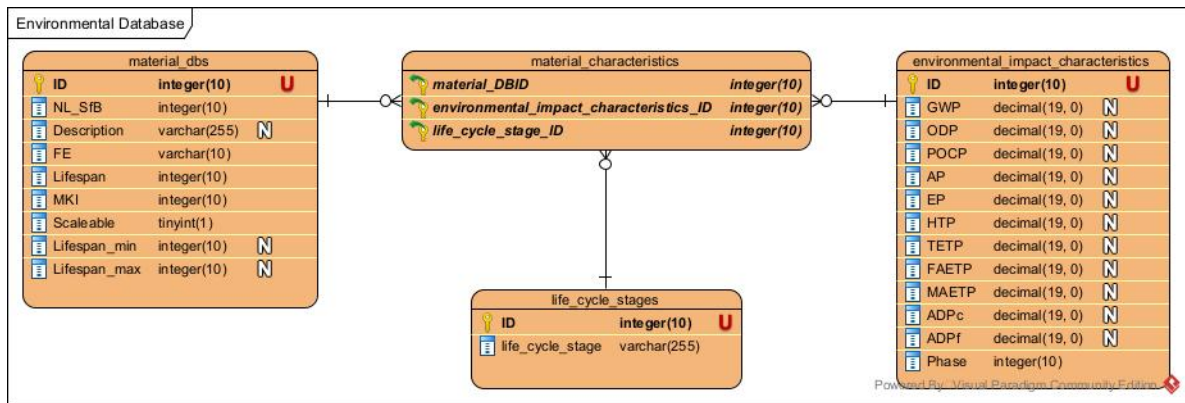 Environmental Database
material_dbs
ID integer(10) U
NL_SfB integer(10)
Description varchar(255) N
FE varchar(10)
Lifespan integer(10)
MKI integer(10)
Scaleable tinyint(1)
Lifespan_min integer(10) N
Lifespan_max integer(10) N
material_characteristics
material_DBID integer(10)
environmental_impact_characteristics_ID integer(10)
life_cycle_stage_ID integer(10)
environmental_impact_characteristics
ID integer(10) U
GWP decimal(19, 0) N
ODP decimal(19, 0) N
POCP decimal(19, 0) N
AP decimal(19, 0) N
EP decimal(19, 0) N
HTP decimal(19, 0) N
TETP decimal(19, 0) N
FAETP decimal(19, 0) N
MAETP decimal(19, 0) N
ADPc decimal(19, 0) N
ADPf decimal(19, 0) N
Phase integer(10)
life_cycle_stages
ID integer(10) U
life_cycle_stage varchar(255)
Powered By Visual Paradigm Community Edition